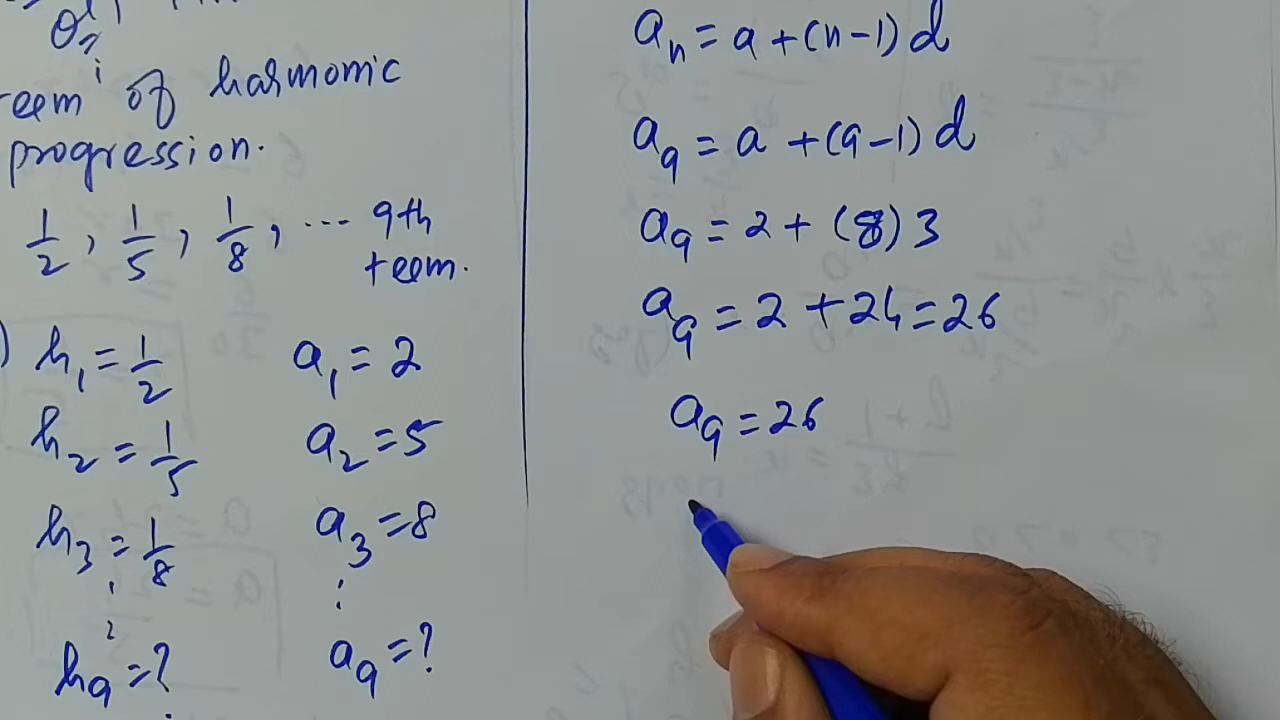 of harmonic
progression.
1/2, 1/5, 1/8, ... 9th
term.
h₁ = 1/2 a₁ = 2
h₂ = 1/5 a₂ = 5
h₃ = 1/8 a₃ = 8
h₉ = ? a₉ = ?
aₙ = a + (n-1) d
a₉ = a + (9-1) d
a₉ = 2 + (8) 3
a₉ = 2 + 24 = 26
a₉ = 26